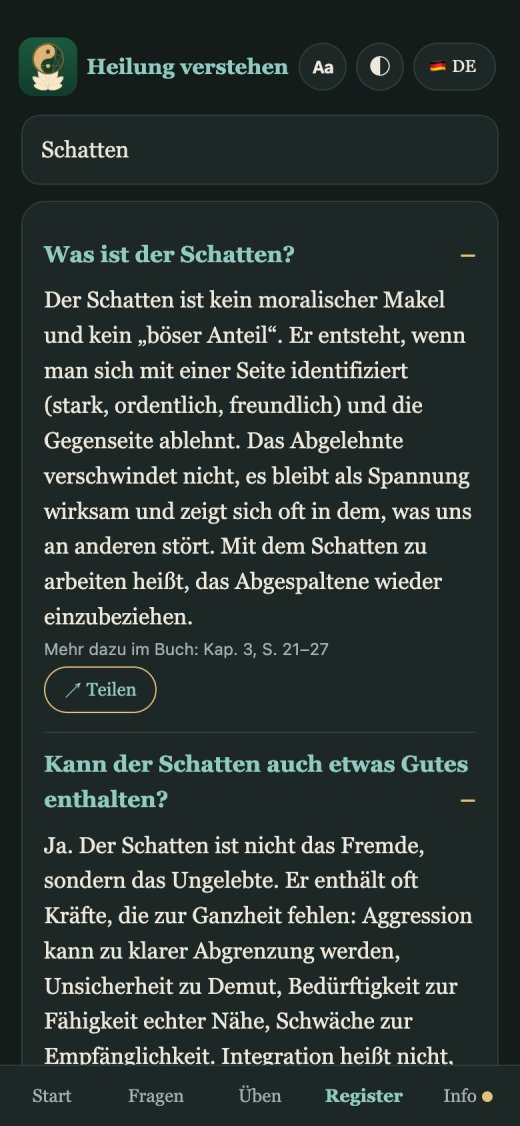 Heilung verstehen
Aa
DE
Schatten
Was ist der Schatten?
Der Schatten ist kein moralischer Makel
und kein „böser Anteil“. Er entsteht, wenn
man sich mit einer Seite identifiziert
(stark, ordentlich, freundlich) und die
Gegenseite ablehnt. Das Abgelehnte
verschwindet nicht, es bleibt als Spannung
wirksam und zeigt sich oft in dem, was uns
an anderen stört. Mit dem Schatten zu
arbeiten heißt, das Abgespaltene wieder
einzubeziehen.
Mehr dazu im Buch: Kap. 3, S. 21–27
↗ Teilen
Kann der Schatten auch etwas Gutes
enthalten?
Ja. Der Schatten ist nicht das Fremde,
sondern das Ungelebte. Er enthält oft
Kräfte, die zur Ganzheit fehlen: Aggression
kann zu klarer Abgrenzung werden,
Unsicherheit zu Demut, Bedürftigkeit zur
Fähigkeit echter Nähe, Schwäche zur
Empfänglichkeit. Integration heißt nicht,
Start
Fragen
Üben
Register
Info